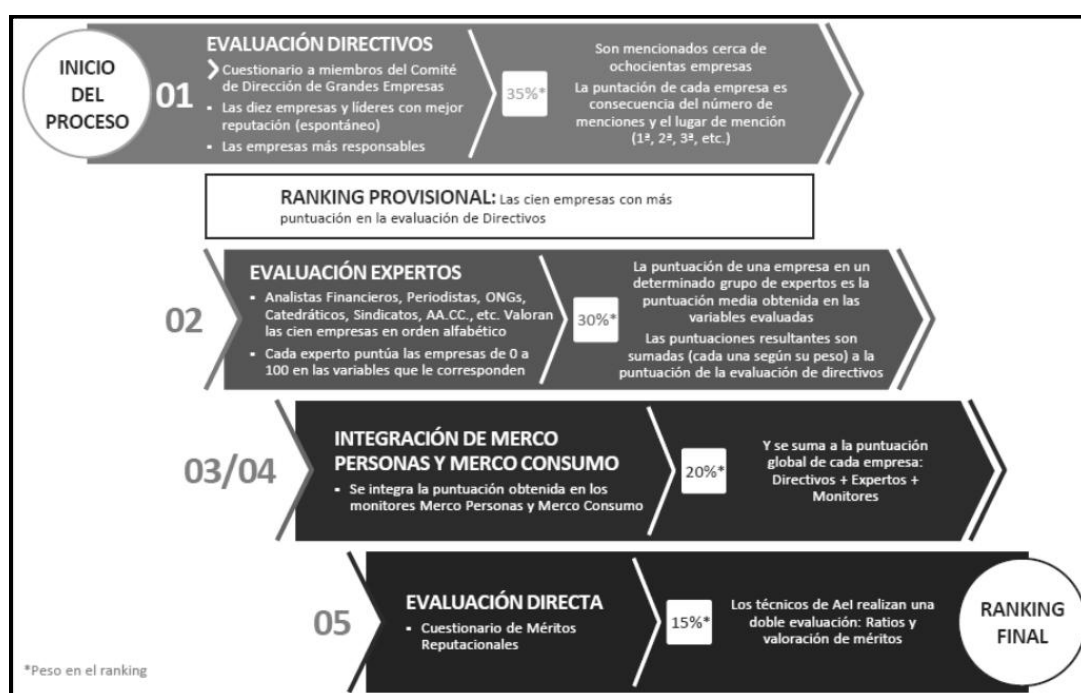 INICIO
DEL
PROCESO
01
EVALUACIÓN DIRECTIVOS
Cuestionario a miembros del Comité
de Dirección de Grandes Empresas
▪ Las diez empresas y líderes con mejor
reputación (espontáneo)
▪ Las empresas más responsables
35%*
Son mencionados cerca de
ochocientas empresas
La puntación de cada empresa es
consecuencia del número de
menciones y el lugar de mención
(1ª, 2ª, 3ª, etc.)
RANKING PROVISIONAL: Las cien empresas con más
puntuación en la evaluación de Directivos
02
EVALUACIÓN EXPERTOS
▪ Analistas Financieros, Periodistas, ONGs,
Catedráticos, Sindicatos, AA.CC., etc. Valoran
las cien empresas en orden alfabético
▪ Cada experto puntúa las empresas de 0 a
100 en las variables que le corresponden
30%*
La puntuación de una empresa en un
determinado grupo de expertos es la
puntuación media obtenida en las
variables evaluadas
Las puntuaciones resultantes son
sumadas (cada una según su peso) a la
puntuación de la evaluación de directivos
03/04
INTEGRACIÓN DE MERCO
PERSONAS Y MERCO CONSUMO
▪ Se integra la puntuación obtenida en los
monitores Merco Personas y Merco Consumo
20%*
Y se suma a la puntuación
global de cada empresa:
Directivos + Expertos +
Monitores
05
EVALUACIÓN DIRECTA
▪ Cuestionario de Méritos
Reputacionales
15%*
Los técnicos de AeI realizan una
doble evaluación: Ratios y
valoración de méritos
RANKING
FINAL
*Peso en el ranking